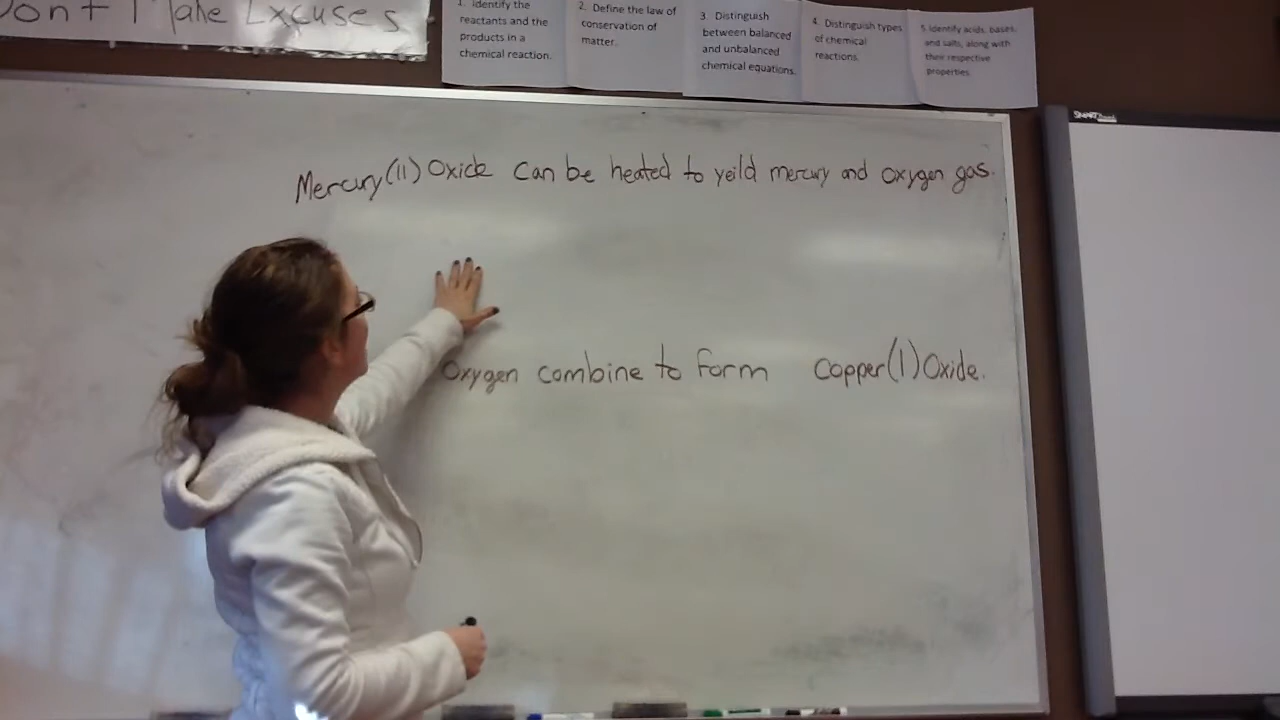 Don't Make Excuses
1. Identify the
reactants and the
products in a
chemical reaction.
2. Define the law of
conservation of
matter.
3. Distinguish
between balanced
and unbalanced
chemical equations.
4. Distinguish types
of chemical
reactions.
5 Identify acids, bases,
and salts, along with
their respective
properties.
SMART Board
Mercury (II) Oxide can be heated to yeild mercury and oxygen gas.
Oxygen combine to form Copper(I) Oxide.